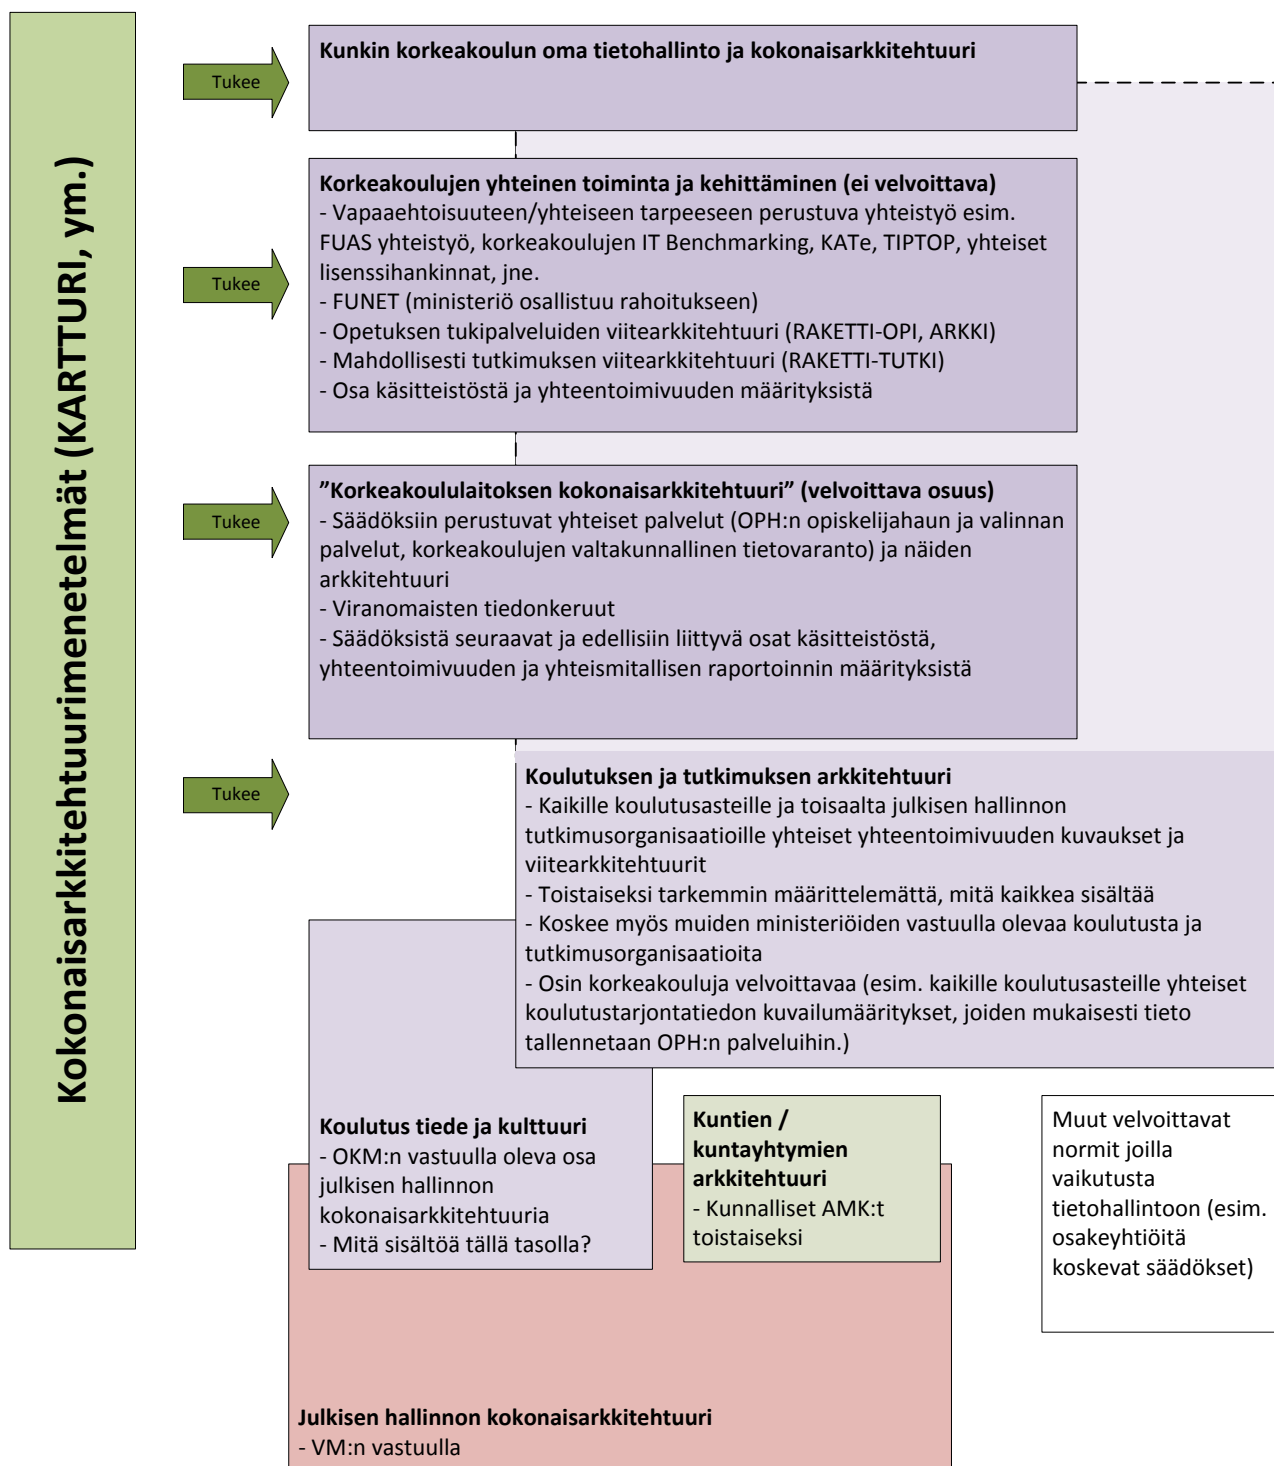 Kokonaisarkkitehtuurimenetelmät (KARTTURI, ym.)
Tukee
Kunkin korkeakoulun oma tietohallinto ja kokonaisarkkitehtuuri
Tukee
Korkeakoulujen yhteinen toiminta ja kehittäminen (ei velvoittava)
- Vapaaehtoisuuteen/yhteiseen tarpeeseen perustuva yhteistyö esim.
FUAS yhteistyö, korkeakoulujen IT Benchmarking, KATe, TIPTOP, yhteiset
lisenssihankinnat, jne.
- FUNET (ministeriö osallistuu rahoitukseen)
- Opetuksen tukipalveluiden viitearkkitehtuuri (RAKETTI-OPI, ARKKI)
- Mahdollisesti tutkimuksen viitearkkitehtuuri (RAKETTI-TUTKI)
- Osa käsitteistöstä ja yhteentoimivuuden määrityksistä
Tukee
”Korkeakoululaitoksen kokonaisarkkitehtuuri” (velvoittava osuus)
- Säädöksiin perustuvat yhteiset palvelut (OPH:n opiskelijahaun ja valinnan
palvelut, korkeakoulujen valtakunnallinen tietovaranto) ja näiden
arkkitehtuuri
- Viranomaisten tiedonkeruut
- Säädöksistä seuraavat ja edellisiin liittyvä osat käsitteistöstä,
yhteentoimivuuden ja yhteismitallisen raportoinnin määrityksistä
Tukee
Koulutuksen ja tutkimuksen arkkitehtuuri
- Kaikille koulutusasteille ja toisaalta julkisen hallinnon
tutkimusorganisaatioille yhteiset yhteentoimivuuden kuvaukset ja
viitearkkitehtuurit
- Toistaiseksi tarkemmin määrittelemättä, mitä kaikkea sisältää
- Koskee myös muiden ministeriöiden vastuulla olevaa koulutusta ja
tutkimusorganisaatioita
- Osin korkeakouluja velvoittavaa (esim. kaikille koulutusasteille yhteiset
koulutustarjontatiedon kuvailumääritykset, joiden mukaisesti tieto
tallennetaan OPH:n palveluihin.)
Koulutus tiede ja kulttuuri
- OKM:n vastuulla oleva osa
julkisen hallinnon
kokonaisarkkitehtuuria
- Mitä sisältöä tällä tasolla?
Kuntien /
kuntayhtymien
arkkitehtuuri
- Kunnalliset AMK:t
toistaiseksi
Muut velvoittavat
normit joilla
vaikutusta
tietohallintoon (esim.
osakeyhtiöitä
koskevat säädökset)
Julkisen hallinnon kokonaisarkkitehtuuri
- VM:n vastuulla